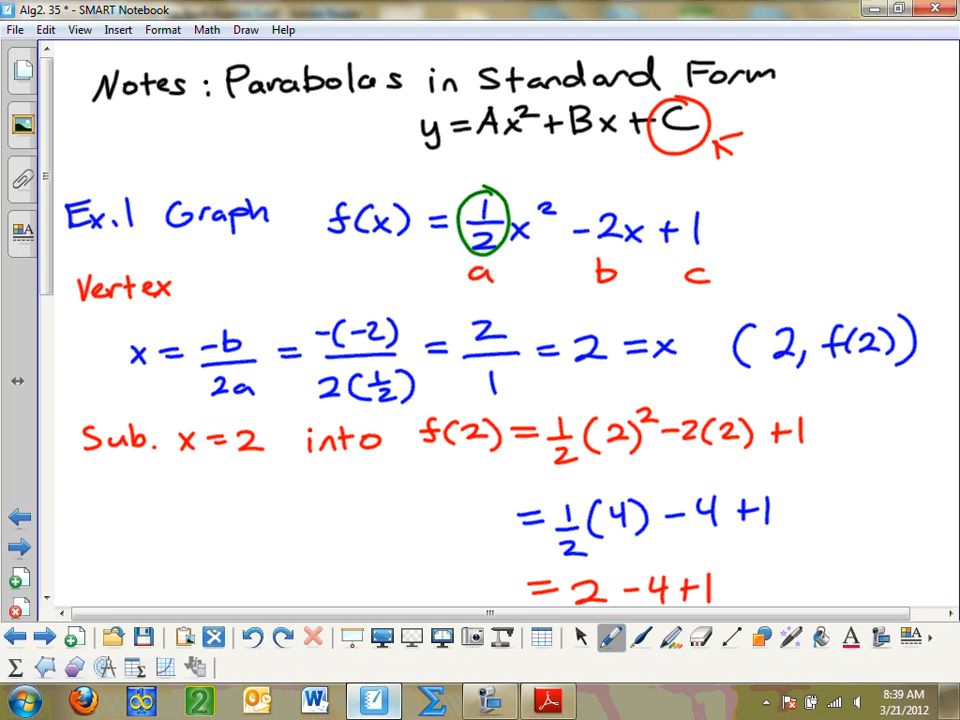 Alg2. 35 * - SMART Notebook
File Edit View Insert Format Math Draw Help
Notes: Parabolas in Standard Form
y = Ax² + Bx + C
Ex.1 Graph f(x) = 1/2 x² - 2x + 1
a b c
Vertex
x = -b/2a = -(-2)/2(1/2) = 2/1 = 2 = x (2, f(2))
Sub. x = 2 into f(2) = 1/2 (2)² - 2(2) + 1
= 1/2 (4) - 4 + 1
= 2 - 4 + 1
8:39 AM
3/21/2012